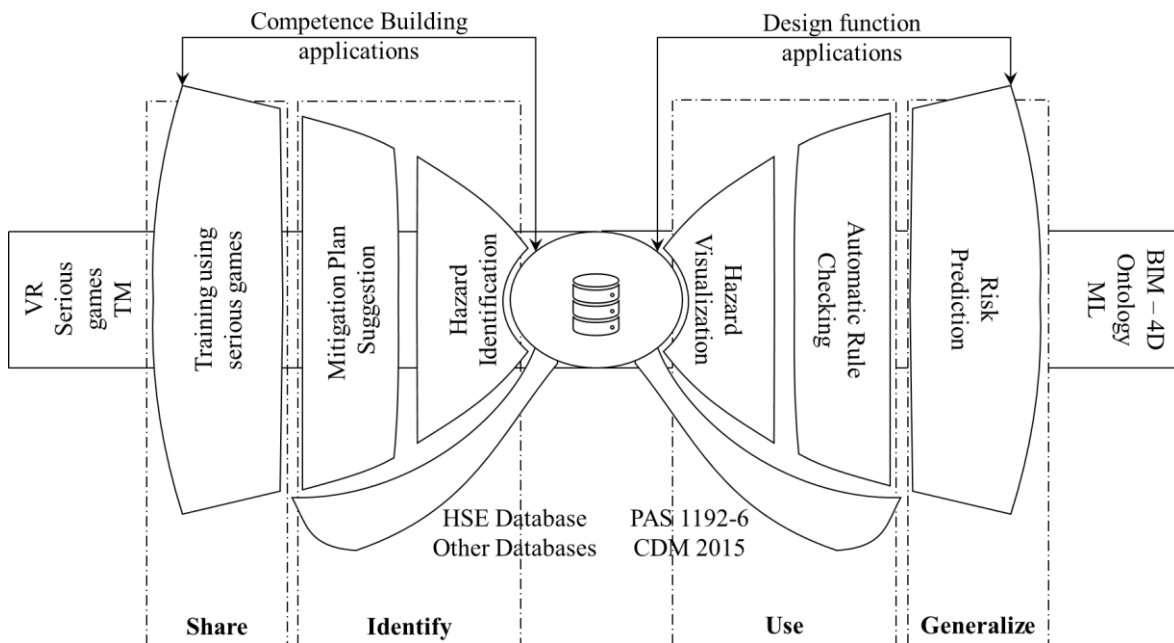 Competence Building
applications
Design function
applications
VR
Serious
games
TM
Training using
serious games
Mitigation Plan
Suggestion
Hazard
Identification
Hazard
Visualization
Automatic Rule
Checking
Risk
Prediction
BIM – 4D
Ontology
ML
HSE Database
Other Databases
PAS 1192-6
CDM 2015
Share
Identify
Use
Generalize